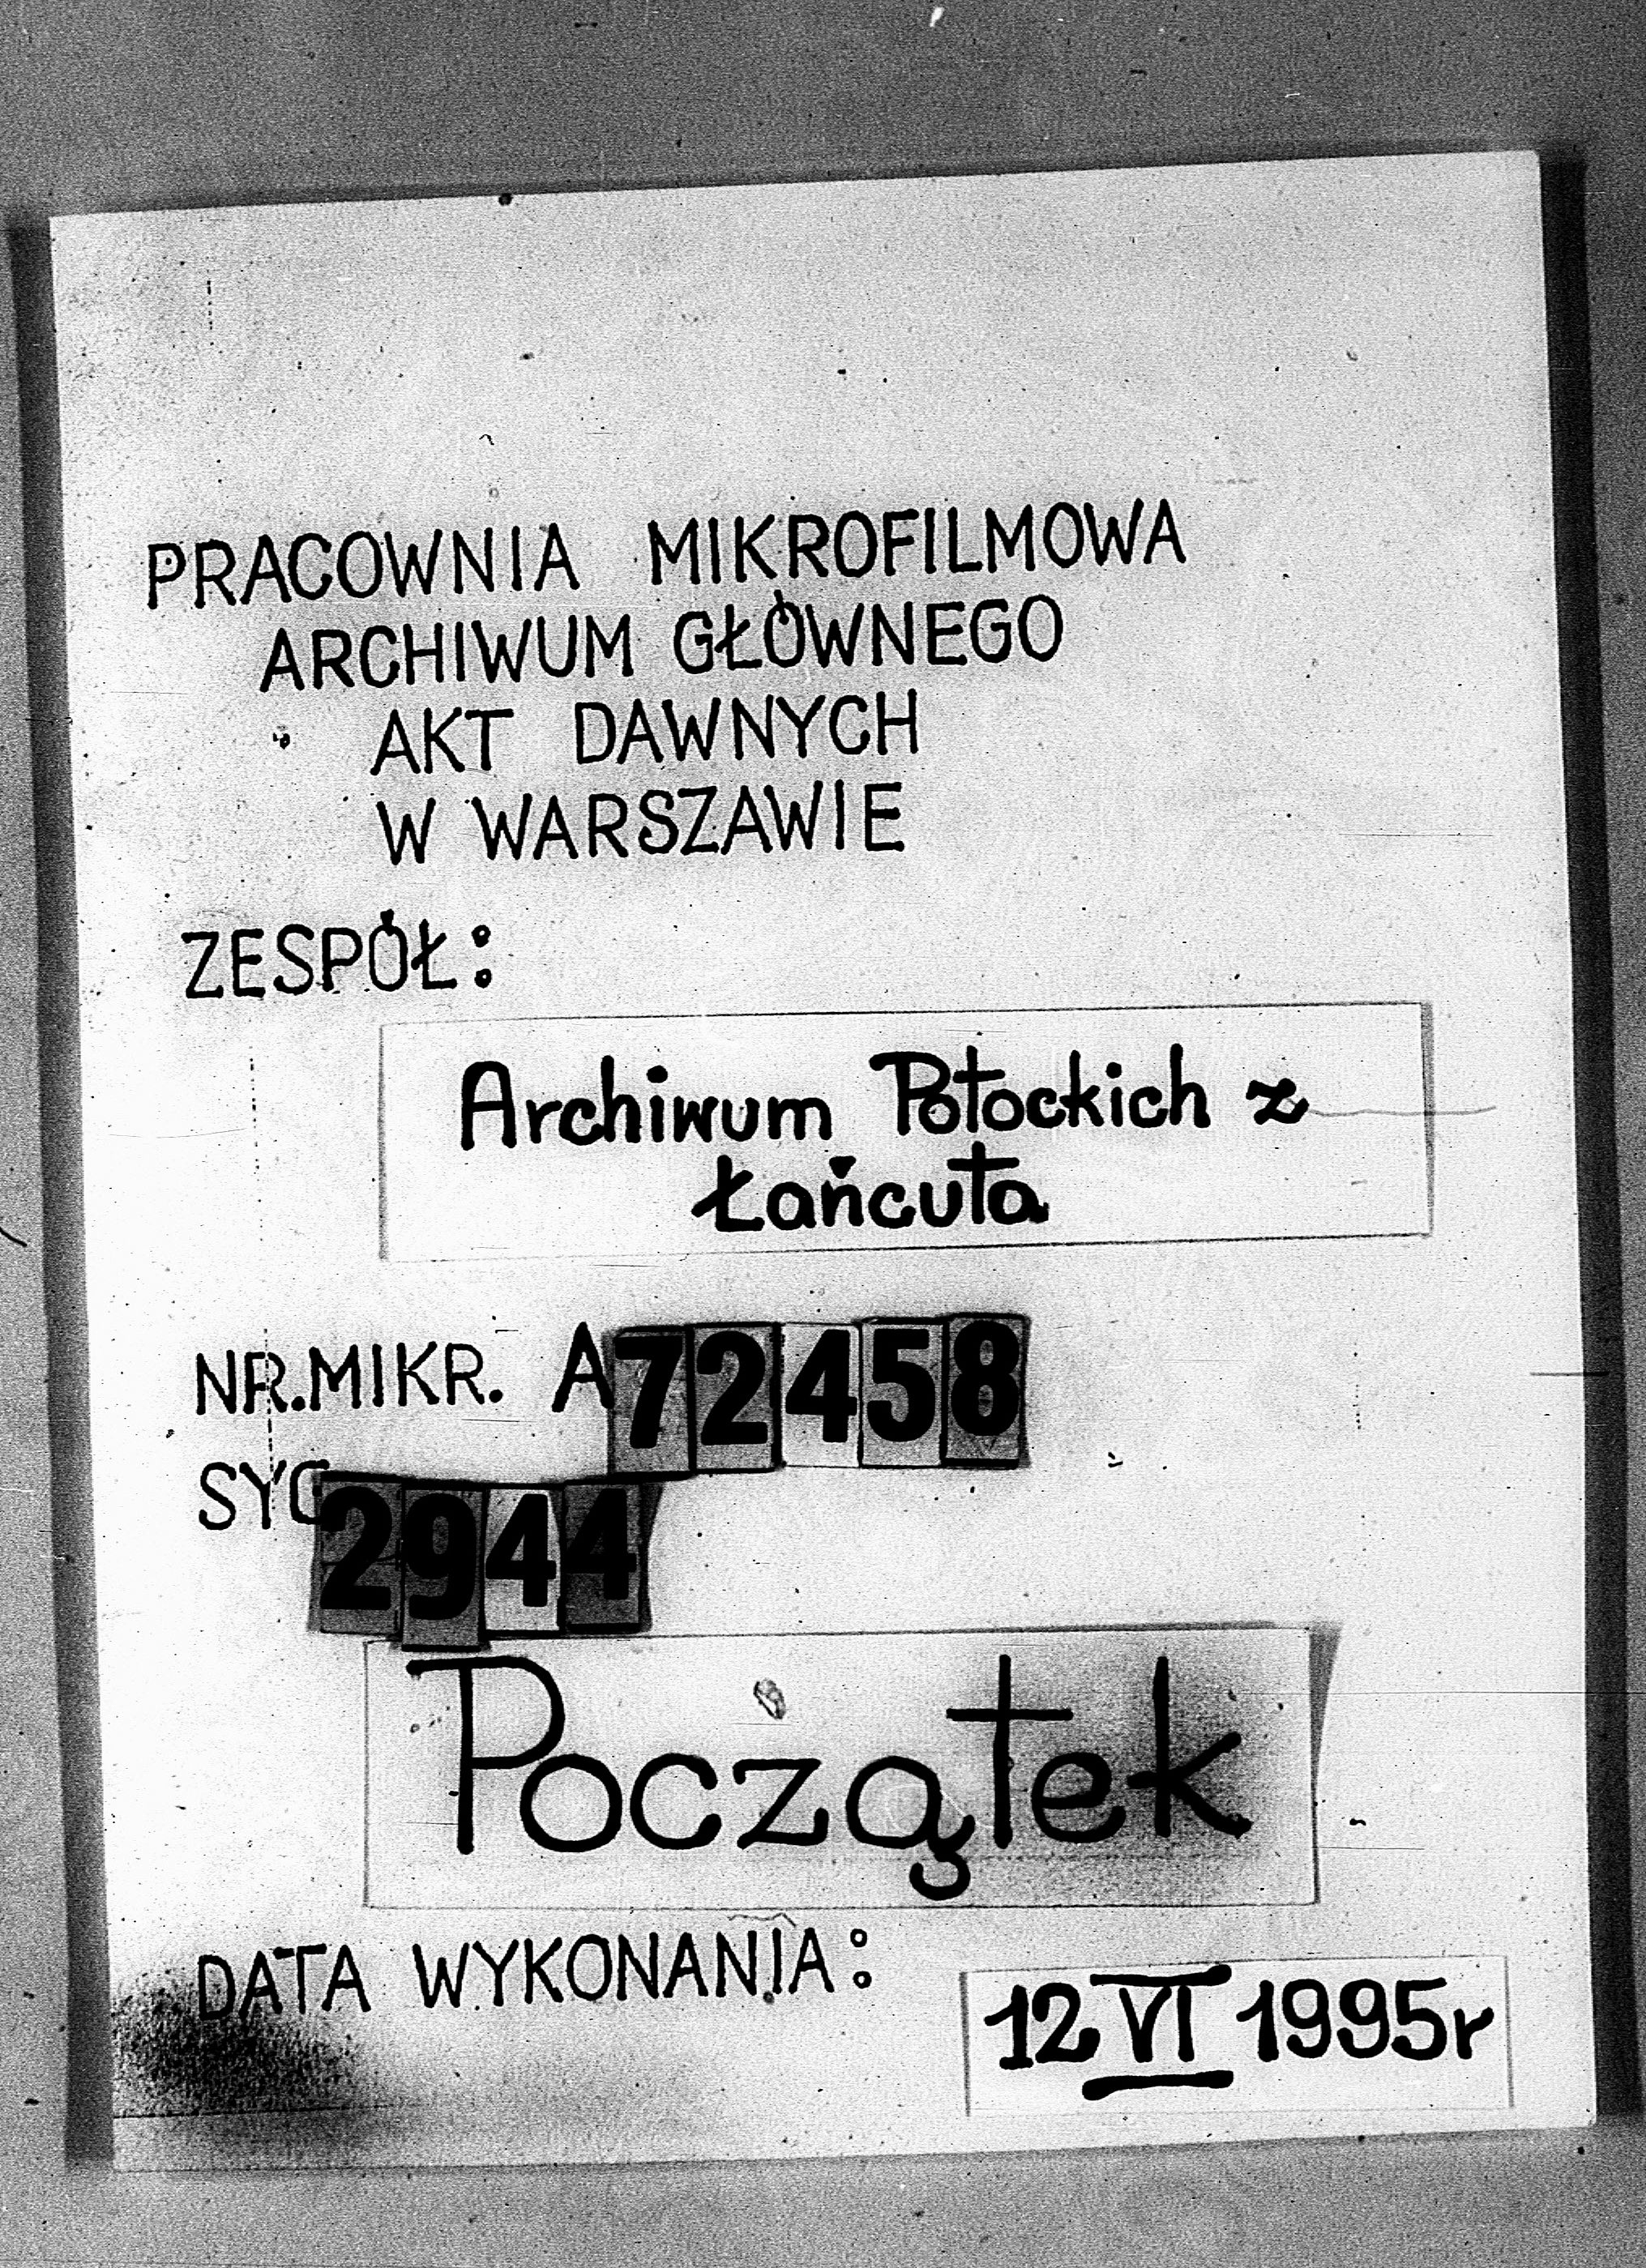 PRACOWNIA MIKROFILMOWA
ARCHIWUM GŁÓWNEGO
AKT DAWNYCH
W WARSZAWIE
ZESPÓŁ:
Archiwum Potockich z
Łańcuta
NR.MIKR. A 72458
SYG 2944
Początek
DATA WYKONANIA:
12 VI 1995r